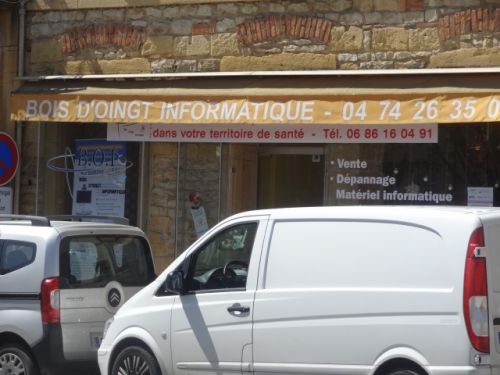 BOIS D'OINGT INFORMATIQUE - 04 74 26 35 0
dans votre territoire de santé - Tél. 06 86 16 04 91
B.O.I
• Vente
• Dépannage
Matériel informatique